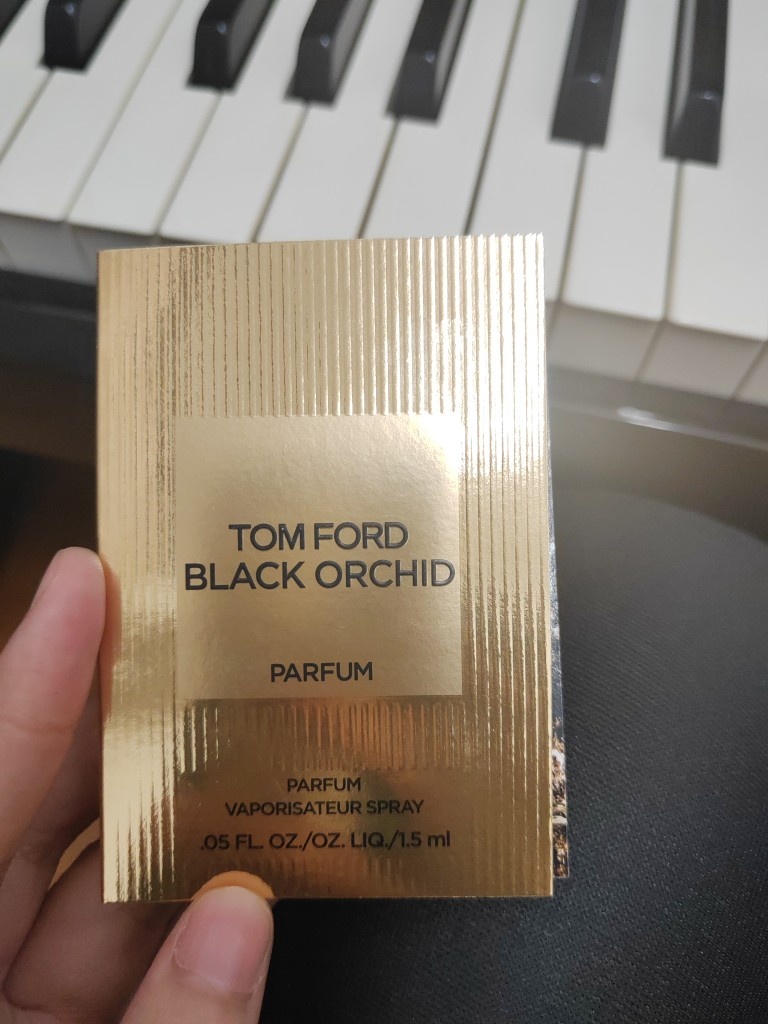 TOM FORD
BLACK ORCHID
PARFUM
PARFUM
VAPORISATEUR SPRAY
.05 FL. OZ./OZ. LIQ./1.5 ml